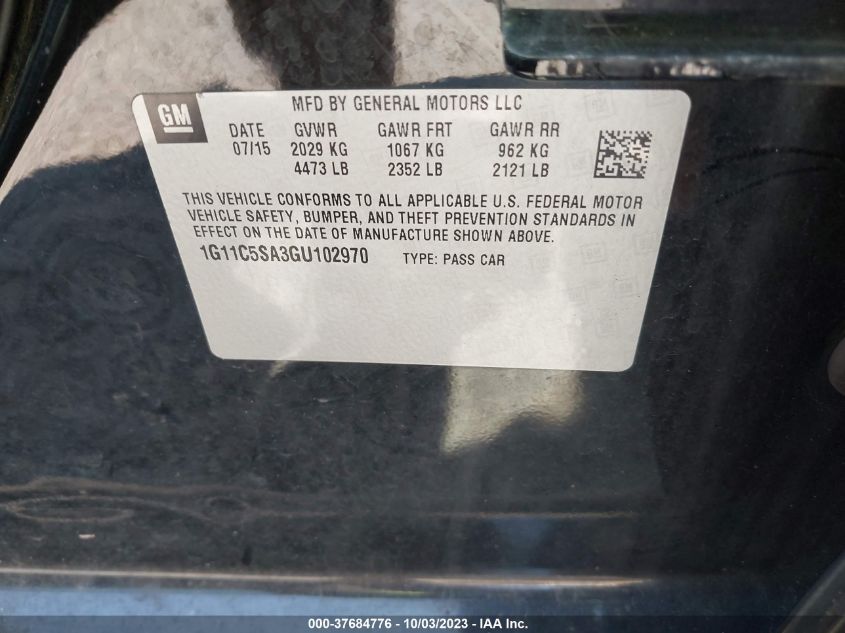 GM
MFD BY GENERAL MOTORS LLC
DATE GVWR GAWR FRT GAWR RR
07/15 2029 KG 1067 KG 962 KG
4473 LB 2352 LB 2121 LB
THIS VEHICLE CONFORMS TO ALL APPLICABLE U.S. FEDERAL MOTOR
VEHICLE SAFETY, BUMPER, AND THEFT PREVENTION STANDARDS IN
EFFECT ON THE DATE OF MANUFACTURE SHOWN ABOVE.
1G11C5SA3GU102970 TYPE: PASS CAR
000-37684776 - 10/03/2023 - IAA Inc.